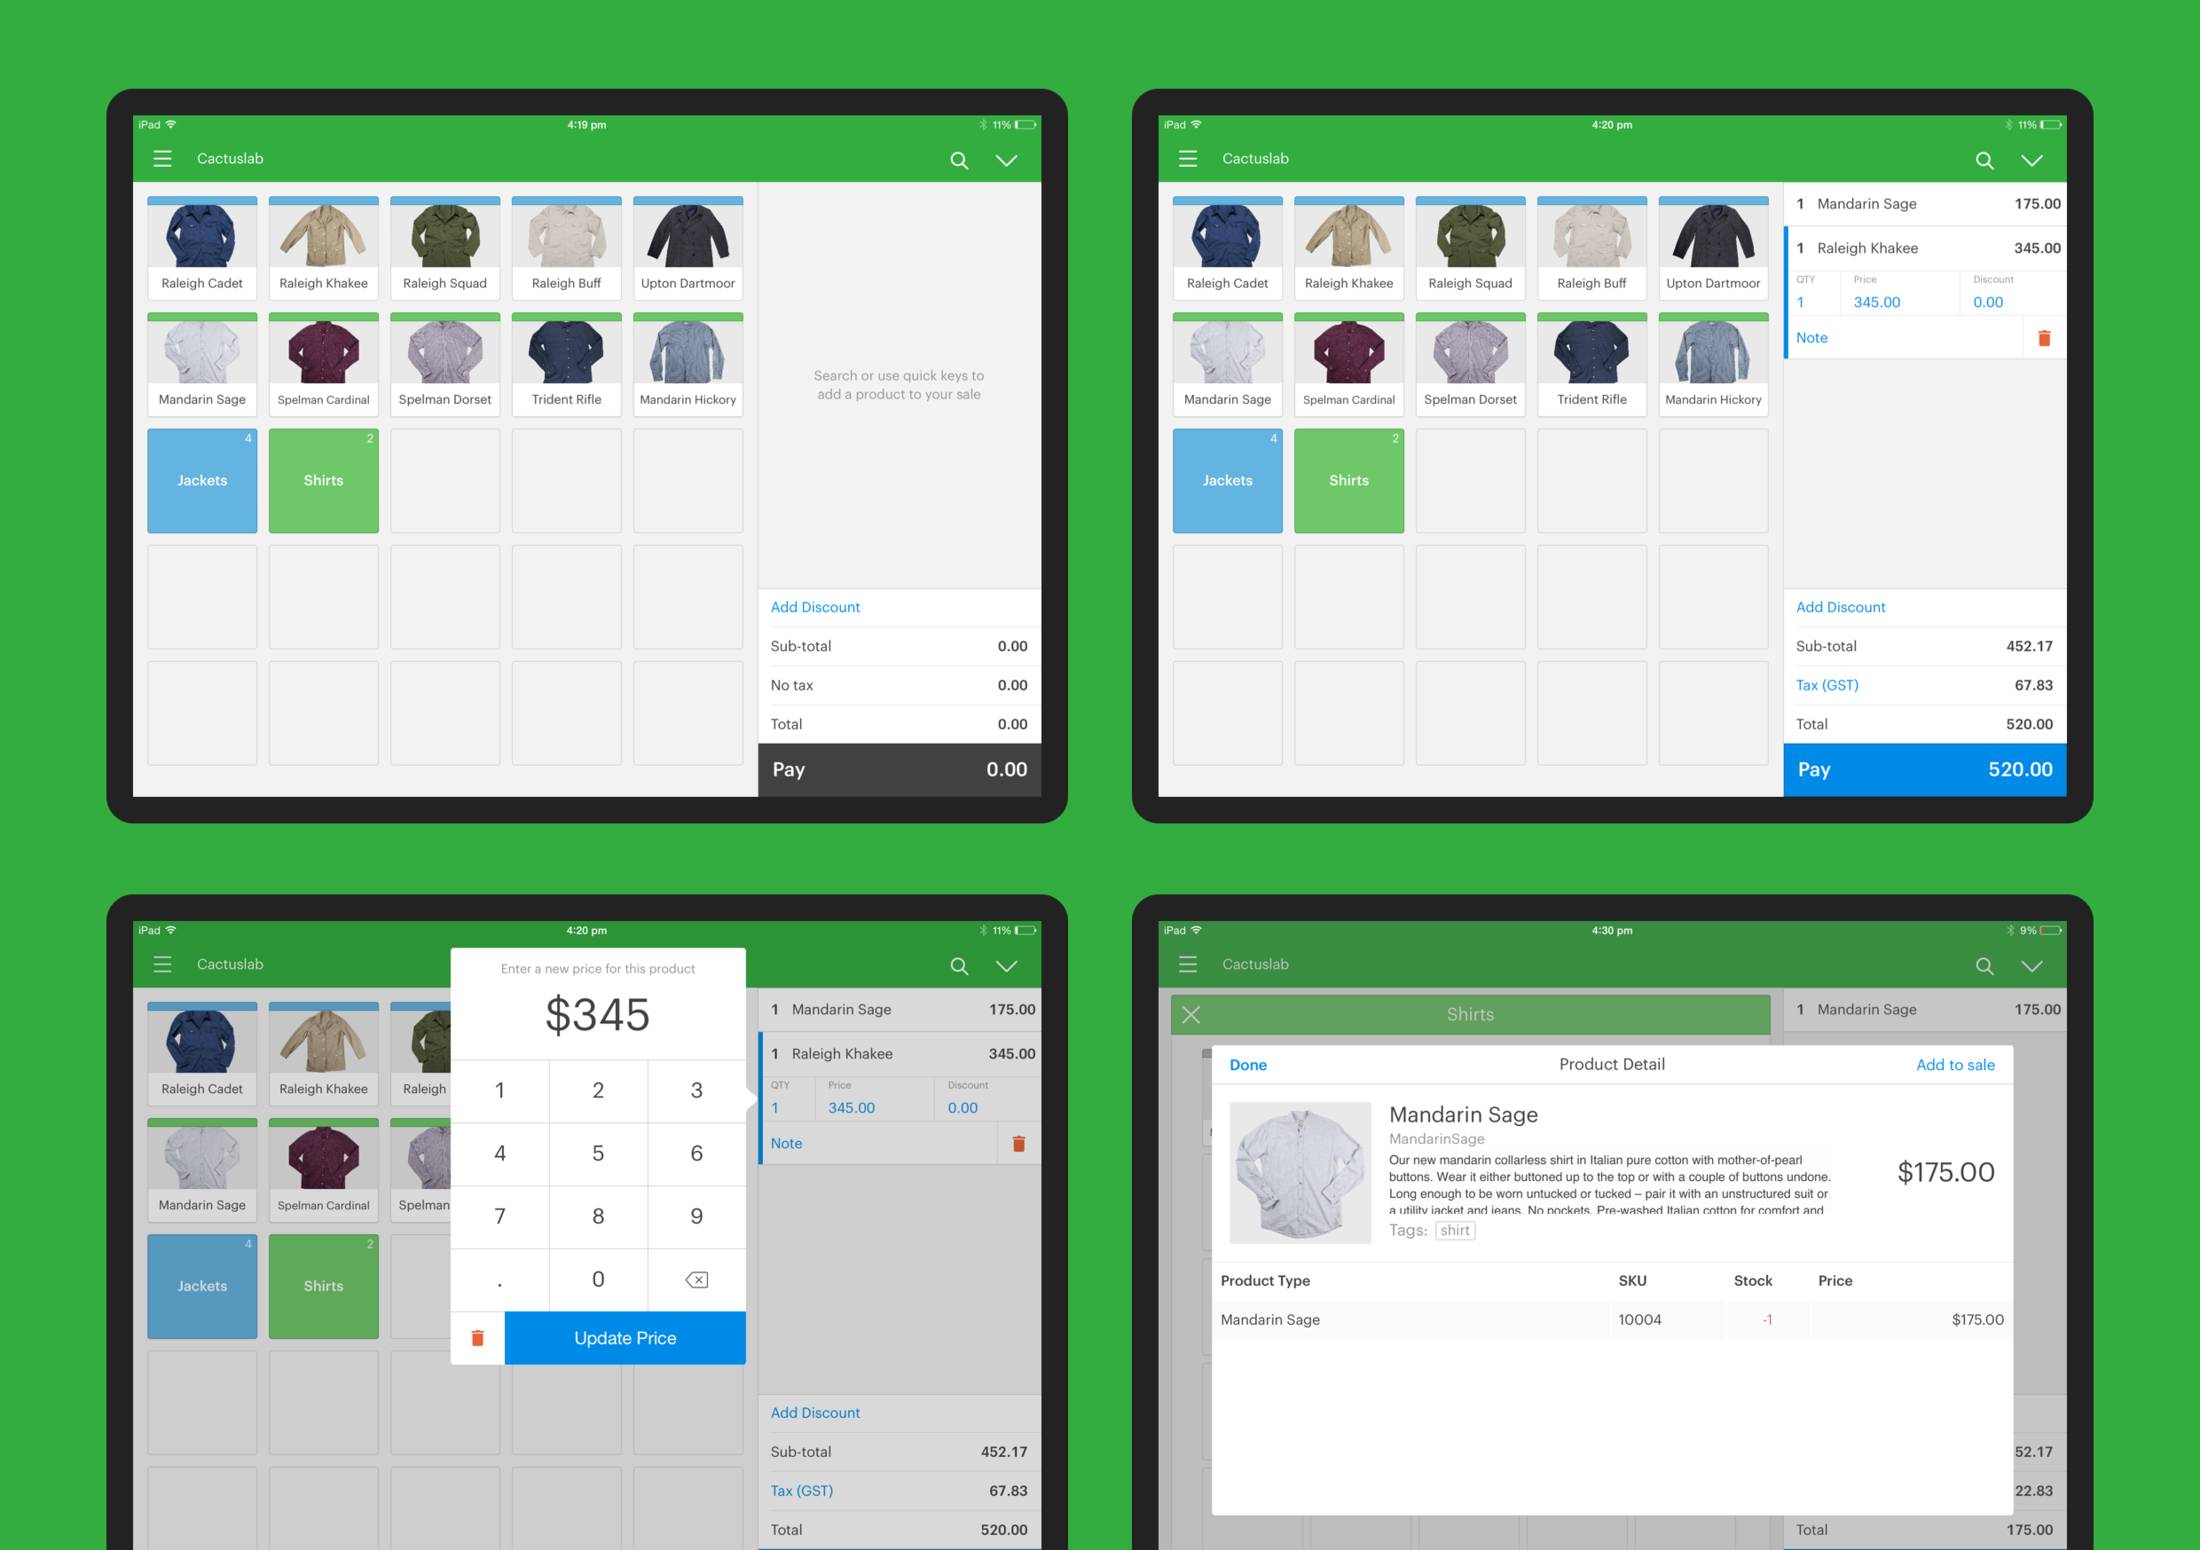 iPad
4:19 pm
11%
Cactuslab
Raleigh Cadet
Raleigh Khakee
Raleigh Squad
Raleigh Buff
Upton Dartmoor
Mandarin Sage
Spelman Cardinal
Spelman Dorset
Trident Rifle
Mandarin Hickory
4
Jackets
2
Shirts
Search or use quick keys to
add a product to your sale
Add Discount
Sub-total 0.00
No tax 0.00
Total 0.00
Pay 0.00
iPad
4:20 pm
11%
Cactuslab
Raleigh Cadet
Raleigh Khakee
Raleigh Squad
Raleigh Buff
Upton Dartmoor
Mandarin Sage
Spelman Cardinal
Spelman Dorset
Trident Rifle
Mandarin Hickory
4
Jackets
2
Shirts
1 Mandarin Sage 175.00
1 Raleigh Khakee 345.00
QTY Price Discount
1 345.00 0.00
Note
Add Discount
Sub-total 452.17
Tax (GST) 67.83
Total 520.00
Pay 520.00
iPad
4:20 pm
11%
Cactuslab
Raleigh Cadet
Raleigh Khakee
Raleigh
Mandarin Sage
Spelman Cardinal
Spelman
4
Jackets
2
Shirts
Enter a new price for this product
$345
1 2 3
4 5 6
7 8 9
. 0
Update Price
1 Mandarin Sage 175.00
1 Raleigh Khakee 345.00
QTY Price Discount
1 345.00 0.00
Note
Add Discount
Sub-total 452.17
Tax (GST) 67.83
Total 520.00
iPad
4:30 pm
9%
Cactuslab
Shirts
1 Mandarin Sage 175.00
Done Product Detail Add to sale
Mandarin Sage
MandarinSage
Our new mandarin collarless shirt in Italian pure cotton with mother-of-pearl
buttons. Wear it either buttoned up to the top or with a couple of buttons undone.
Long enough to be worn untucked or tucked – pair it with an unstructured suit or
a utility jacket and jeans. No pockets. Pre-washed Italian cotton for comfort and
$175.00
Tags: shirt
Product Type SKU Stock Price
Mandarin Sage 10004 -1 $175.00
52.17
22.83
Total 175.00